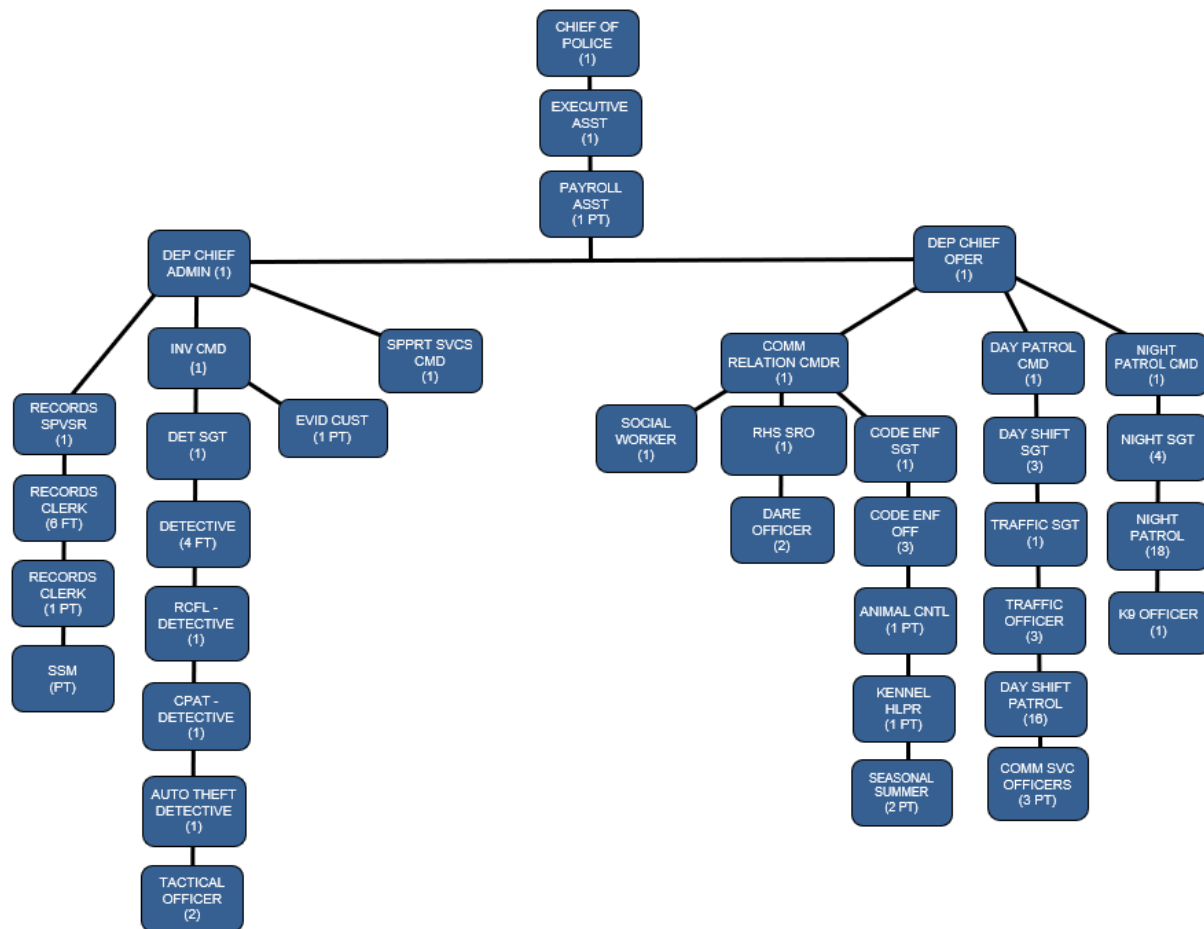 CHIEF OF
POLICE
(1)
EXECUTIVE
ASST
(1)
PAYROLL
ASST
(1 PT)
DEP CHIEF
ADMIN (1)
DEP CHIEF
OPER
(1)
RECORDS
SPVSR
(1)
RECORDS
CLERK
(6 FT)
RECORDS
CLERK
(1 PT)
SSM
(PT)
INV CMD
(1)
DET SGT
(1)
DETECTIVE
(4 FT)
RCFL -
DETECTIVE
(1)
CPAT -
DETECTIVE
(1)
AUTO THEFT
DETECTIVE
(1)
TACTICAL
OFFICER
(2)
EVID CUST
(1 PT)
SPPRT SVCS
CMD
(1)
COMM
RELATION CMDR
(1)
SOCIAL
WORKER
(1)
RHS SRO
(1)
DARE
OFFICER
(2)
CODE ENF
SGT
(1)
CODE ENF
OFF
(3)
ANIMAL CNTL
(1 PT)
KENNEL
HLPR
(1 PT)
SEASONAL
SUMMER
(2 PT)
DAY PATROL
CMD
(1)
DAY SHIFT
SGT
(3)
TRAFFIC SGT
(1)
TRAFFIC
OFFICER
(3)
DAY SHIFT
PATROL
(16)
COMM SVC
OFFICERS
(3 PT)
NIGHT
PATROL CMD
(1)
NIGHT SGT
(4)
NIGHT
PATROL
(18)
K9 OFFICER
(1)